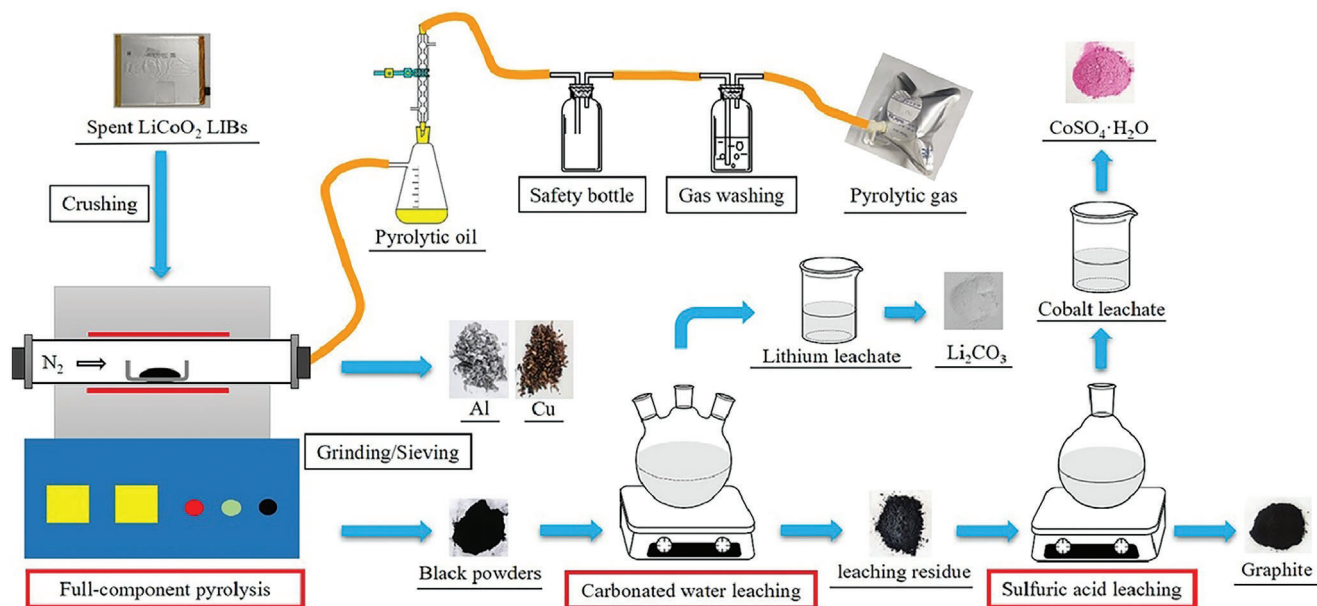 Spent LiCoO₂ LIBs
Crushing
N₂
Pyrolytic oil
Safety bottle
Gas washing
Pyrolytic gas
CoSO₄·H₂O
Cobalt leachate
Lithium leachate
Li₂CO₃
Al
Cu
Grinding/Sieving
Black powders
leaching residue
Graphite
Full-component pyrolysis
Carbonated water leaching
Sulfuric acid leaching